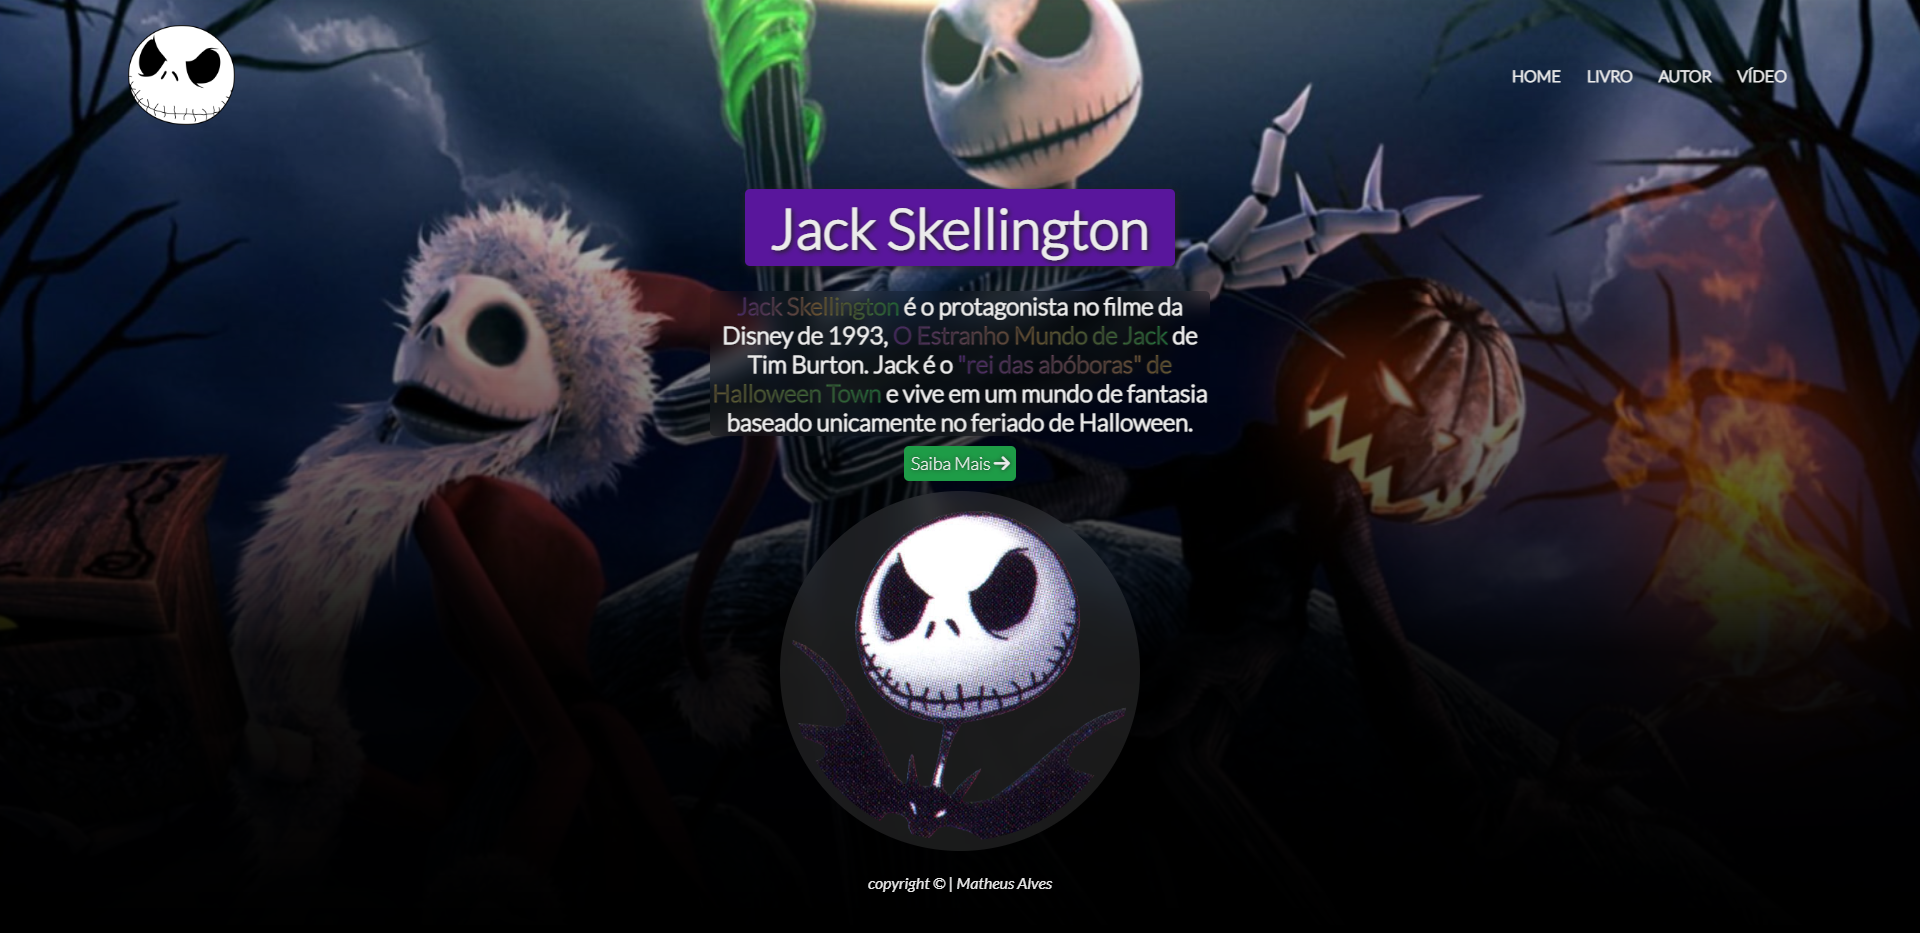 HOME LIVRO AUTOR VÍDEO
Jack Skellington
Jack Skellington é o protagonista no filme da
Disney de 1993, O Estranho Mundo de Jack de
Tim Burton. Jack é o "rei das abóboras" de
Halloween Town e vive em um mundo de fantasia
baseado unicamente no feriado de Halloween.
Saiba Mais →
copyright © | Matheus Alves